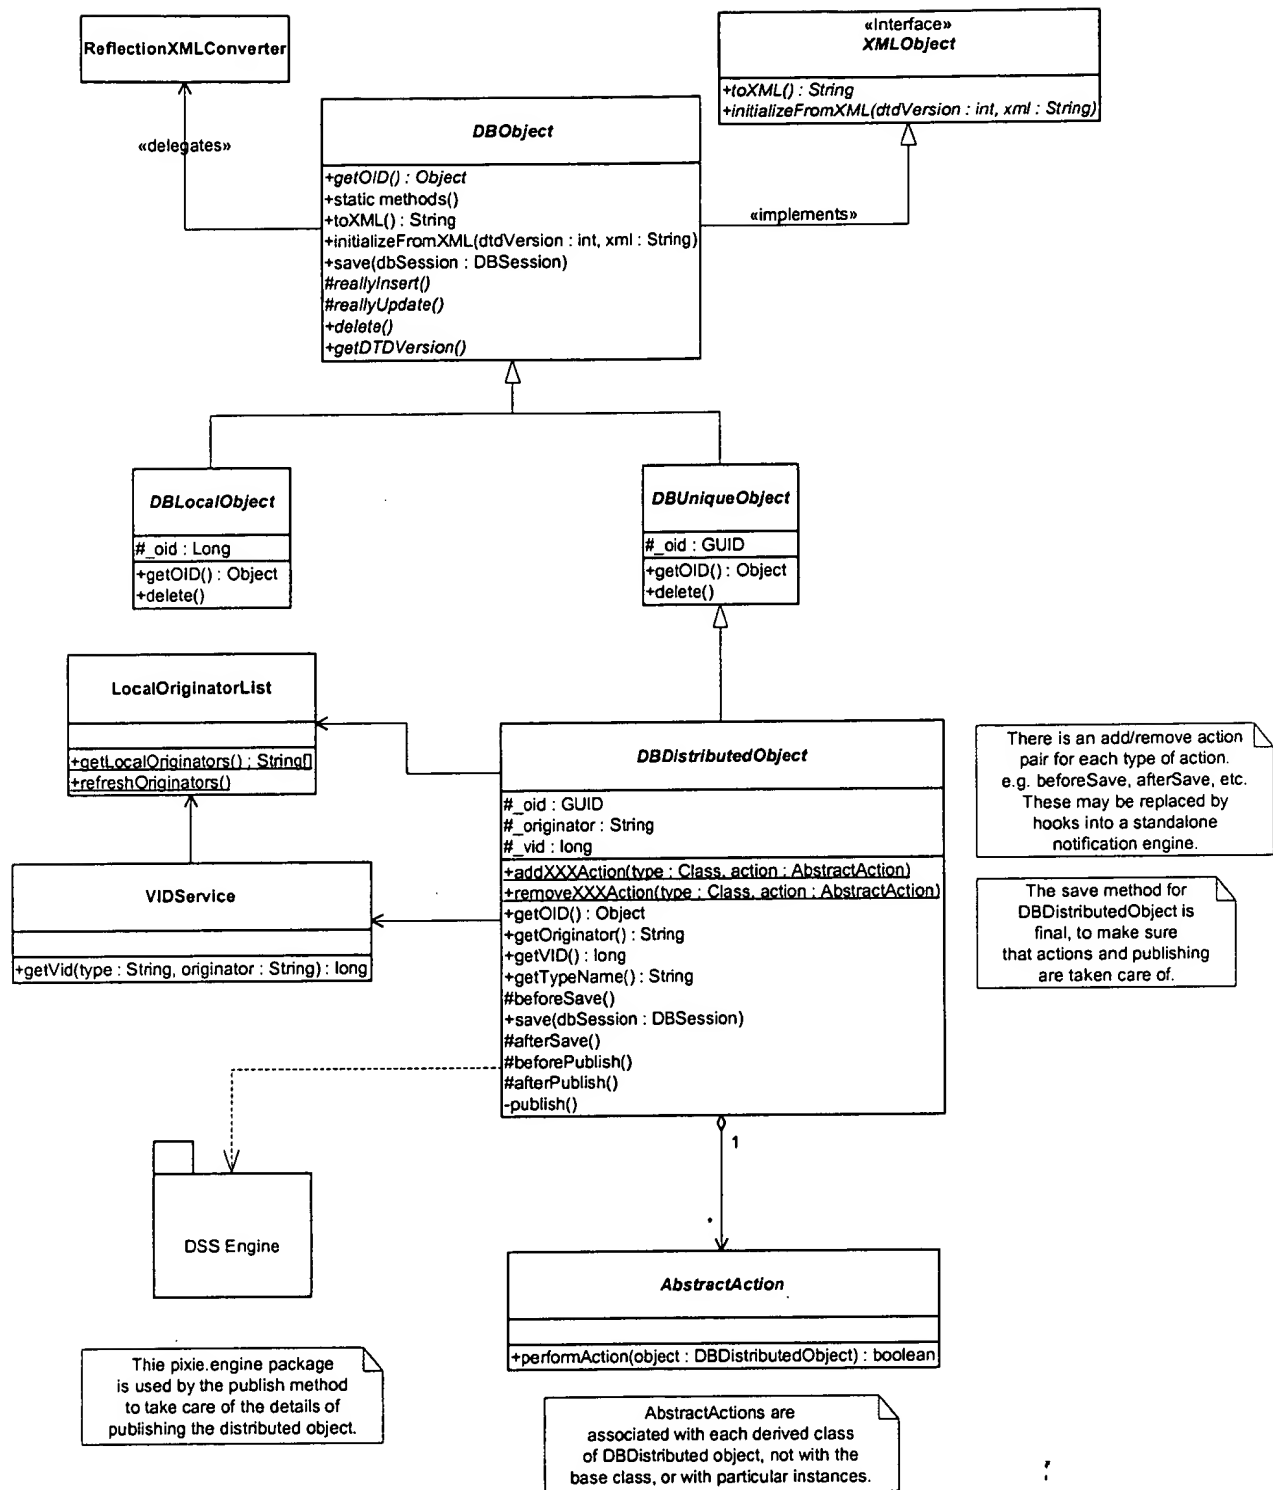 ReflectionXMLConverter
«Interface»
XMLObject
+toXML() : String
+initializeFromXML(dtdVersion : int, xml : String)
«delegates»
DBObject
+getOID() : Object
+static methods()
+toXML() : String
+initializeFromXML(dtdVersion : int, xml : String)
+save(dbSession : DBSession)
#reallyInsert()
#reallyUpdate()
+delete()
+getDTDVersion()
«implements»
DBLocalObject
#_oid : Long
+getOID() : Object
+delete()
DBUniqueObject
#_oid : GUID
+getOID() : Object
+delete()
LocalOriginatorList
+getLocalOriginators() : String[]
+refreshOriginators()
VIDService
+getVid(type : String, originator : String) : long
DBDistributedObject
#_oid : GUID
#_originator : String
#_vid : long
+addXXXAction(type : Class, action : AbstractAction)
+removeXXXAction(type : Class, action : AbstractAction)
+getOID() : Object
+getOriginator() : String
+getVID() : long
+getTypeName() : String
#beforeSave()
+save(dbSession : DBSession)
#afterSave()
#beforePublish()
#afterPublish()
-publish()
There is an add/remove action
pair for each type of action.
e.g. beforeSave, afterSave, etc.
These may be replaced by
hooks into a standalone
notification engine.
The save method for
DBDistributedObject is
final, to make sure
that actions and publishing
are taken care of.
1
*
DSS Engine
AbstractAction
+performAction(object : DBDistributedObject) : boolean
Thie pixie.engine package
is used by the publish method
to take care of the details of
publishing the distributed object.
AbstractActions are
associated with each derived class
of DBDistributed object, not with the
base class, or with particular instances.